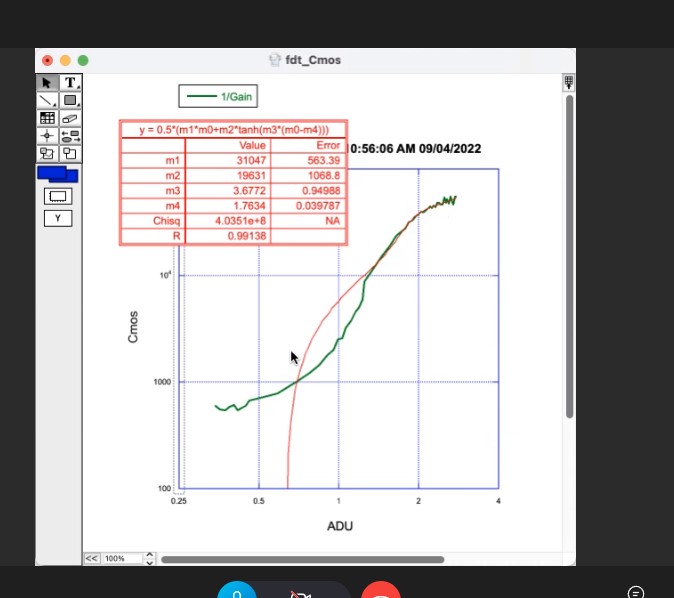 fdt_Cmos
T
1/Gain
y = 0.5*(m1*m0+m2*tanh(m3*(m0-m4)))
Value Error
m1 31047 563.39
m2 19631 1068.8
m3 3.6772 0.94988
m4 1.7634 0.039787
Chisq 4.0351e+8 NA
R 0.99138
0:56:06 AM 09/04/2022
Y
10⁴
Cmos
1000
100
0.25 0.5 1 2 4
ADU
<< 100%